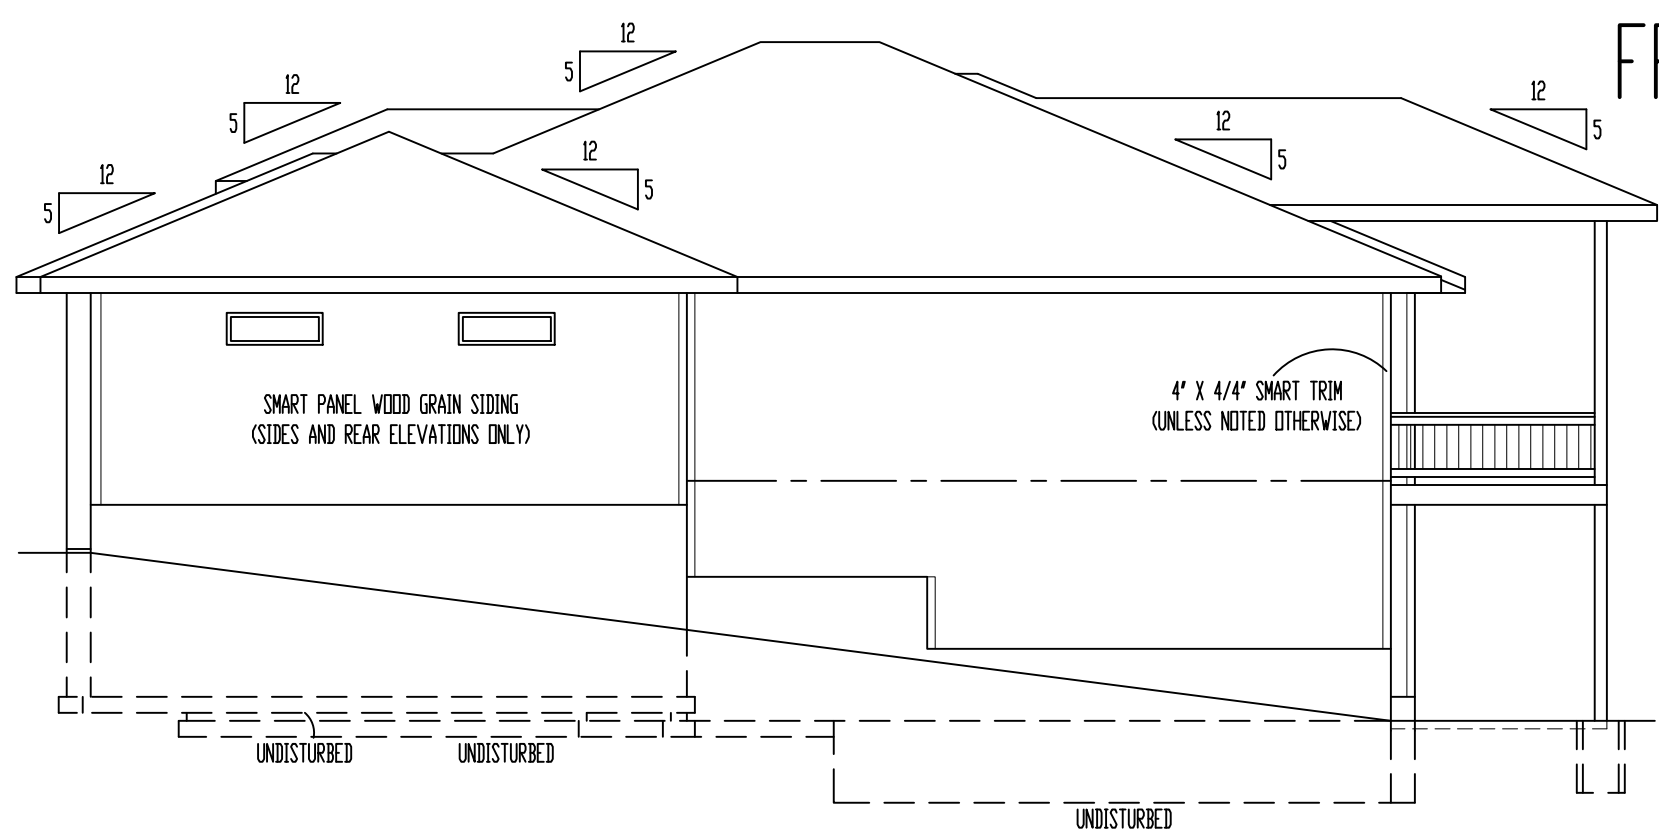 12
5
12
5
12
5
12
5
12
5
12
5
SMART PANEL WOOD GRAIN SIDING
(SIDES AND REAR ELEVATIONS ONLY)
4" X 4/4" SMART TRIM
(UNLESS NOTED OTHERWISE)
UNDISTURBED
UNDISTURBED
UNDISTURBED